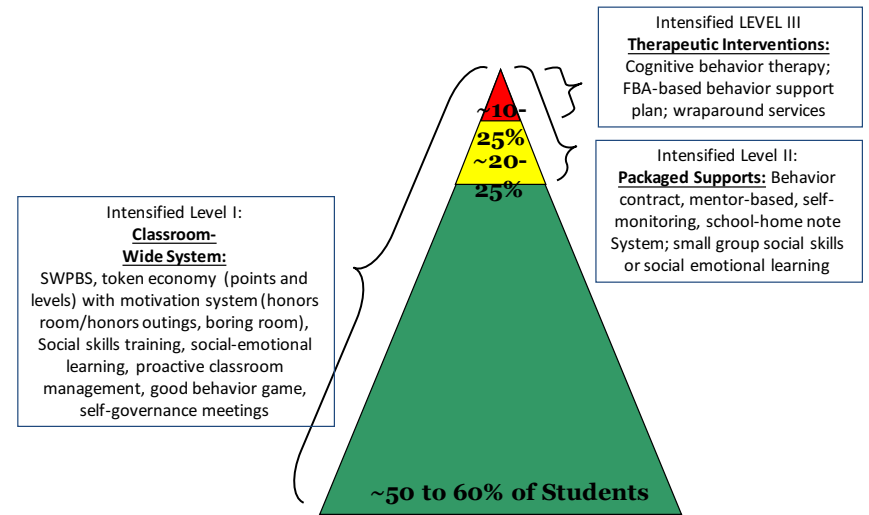 Intensified LEVEL III
Therapeutic Interventions:
Cognitive behavior therapy;
FBA-based behavior support
plan; wraparound services
~10-
25%
~20-
25%
Intensified Level II:
Packaged Supports: Behavior
contract, mentor-based, self-
monitoring, school-home note
System; small group social skills
or social emotional learning
Intensified Level I:
Classroom-
Wide System:
SWPBS, token economy (points and
levels) with motivation system (honors
room/honors outings, boring room),
Social skills training, social-emotional
learning, proactive classroom
management, good behavior game,
self-governance meetings
~50 to 60% of Students